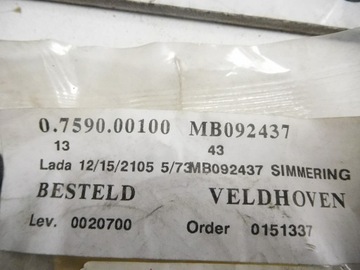 0.7590.00100 MB092437
13 43
Lada 12/15/2105 5/73MB092437 SIMMERING
BESTELD VELDHOVEN
Lev. 0020700 Order 0151337